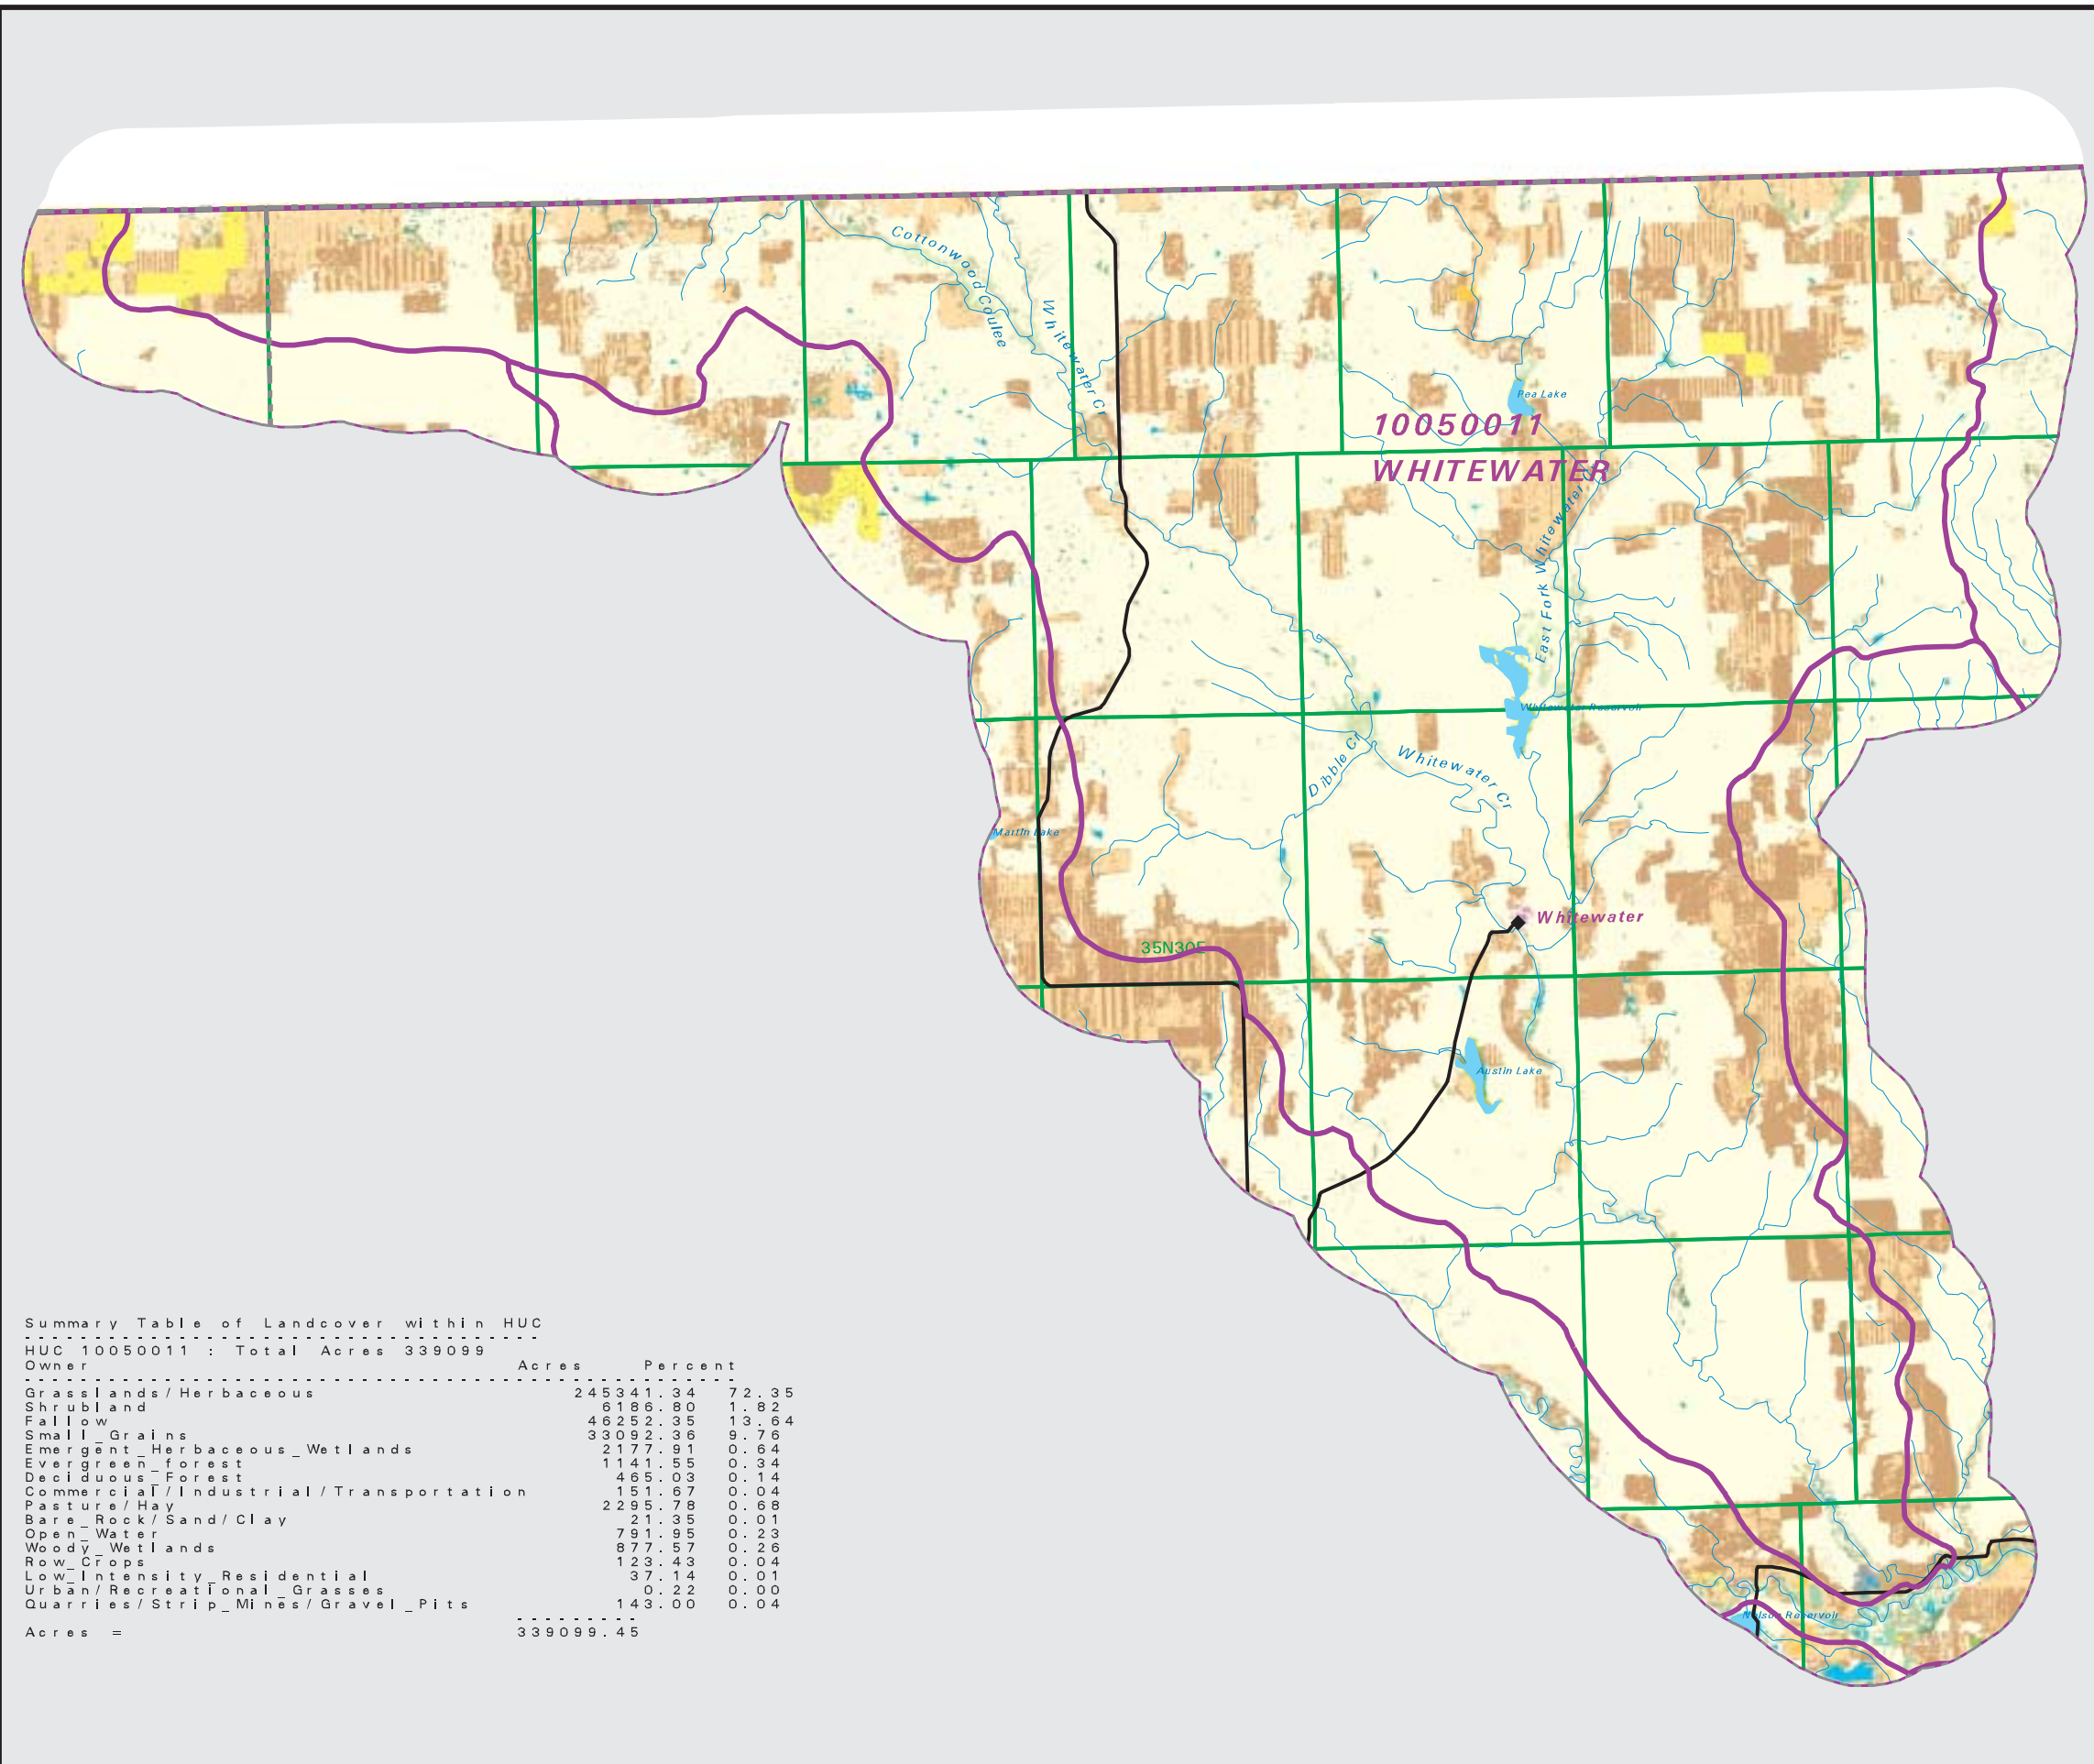 Cottonwood Coulee
Whitewater Cr
Pea Lake
10050011
WHITEWATER
East Fork Whitewater Cr
Whitewater Reservoir
Dibble Cr
Whitewater Cr
Martin Lake
Whitewater
35N30E
Austin Lake
Nelson Reservoir
Summary Table of Landcover within HUC
-------------------------------------
HUC 10050011 : Total Acres 339099
Owner Acres Percent
---------------------------------------------------
Grasslands/Herbaceous 245341.34 72.35
Shrubland 6186.80 1.82
Fallow 46252.35 13.64
Small_Grains 33092.36 9.76
Emergent_Herbaceous_Wetlands 2177.91 0.64
Evergreen_forest 1141.55 0.34
Deciduous_Forest 465.03 0.14
Commercial/Industrial/Transportation 151.67 0.04
Pasture/Hay 2295.78 0.68
Bare_Rock/Sand/Clay 21.35 0.01
Open_Water 791.95 0.23
Woody_Wetlands 877.57 0.26
Row_Crops 123.43 0.04
Low_Intensity_Residential 37.14 0.01
Urban/Recreational_Grasses 0.22 0.00
Quarries/Strip_Mines/Gravel_Pits 143.00 0.04
---------
Acres = 339099.45